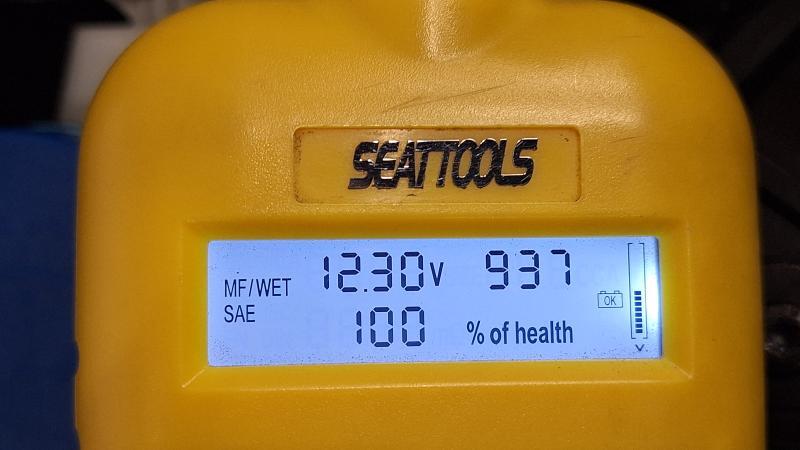 SEATTOOLS
MF/WET 12.30V 937
SAE 100 % of health
OK
V